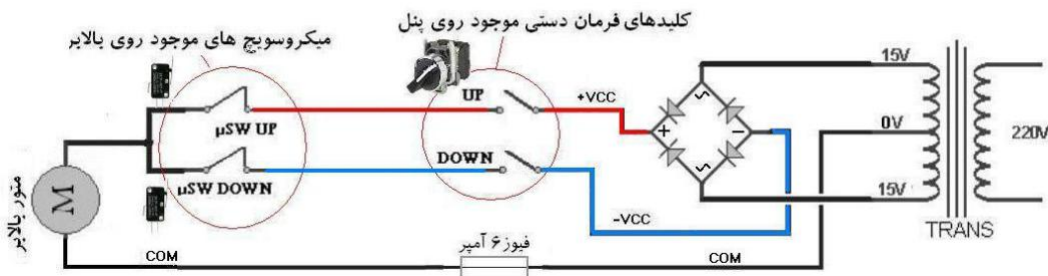 میکروسویچ های موجود روی بالابر
کلیدهای فرمان دستی موجود روی پنل
UP
+VCC
µSW UP
DOWN
µSW DOWN
−VCC
15V
0V
15V
220V
TRANS
+
−
~
~
M
متور بالابر
فیوز ۶ آمپر
COM
COM